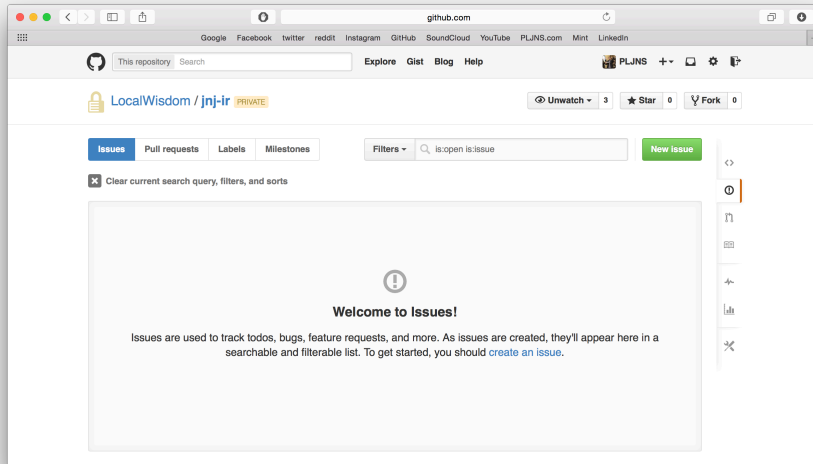 github.com
Google Facebook twitter reddit Instagram GitHub SoundCloud YouTube PLJNS.com Mint LinkedIn
This repository Search Explore Gist Blog Help PLJNS
LocalWisdom / jnj-ir PRIVATE Unwatch 3 Star 0 Fork 0
Issues Pull requests Labels Milestones Filters is:open is:issue New issue
Clear current search query, filters, and sorts
Welcome to Issues!
Issues are used to track todos, bugs, feature requests, and more. As issues are created, they'll appear here in a
searchable and filterable list. To get started, you should create an issue.